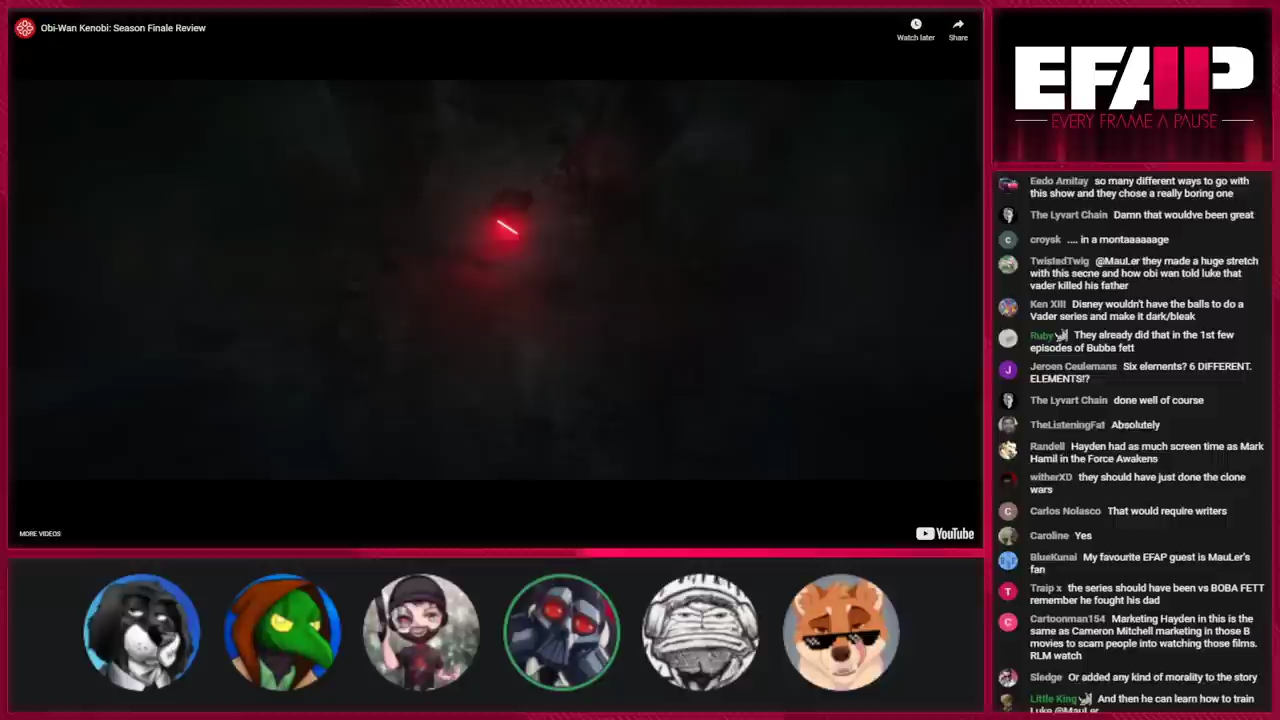 Obi-Wan Kenobi: Season Finale Review
Watch later
Share
MORE VIDEOS
YouTube
EFAP
EVERY FRAME A PAUSE
Eedo Amitay so many different ways to go with
this show and they chose a really boring one
The Lyvart Chain Damn that wouldve been great
croysk .... in a montaaaaaage
TwistedTwig @MauLer they made a huge stretch
with this secne and how obi wan told luke that
vader killed his father
Ken XIII Disney wouldn't have the balls to do a
Vader series and make it dark/bleak
Ruby They already did that in the 1st few
episodes of Bubba fett
Jeroen Ceulemans Six elements? 6 DIFFERENT.
ELEMENTS!?
The Lyvart Chain done well of course
TheListeningFat Absolutely
Randell Hayden had as much screen time as Mark
Hamil in the Force Awakens
witherXD they should have just done the clone
wars
Carlos Nolasco That would require writers
Caroline Yes
BlueKunai My favourite EFAP guest is MauLer's
fan
Traip x the series should have been vs BOBA FETT
remember he fought his dad
Cartoonman154 Marketing Hayden in this is the
same as Cameron Mitchell marketing in those B
movies to scam people into watching those films.
RLM watch
Sledge Or added any kind of morality to the story
Little King And then he can learn how to train
Luke @MauLer